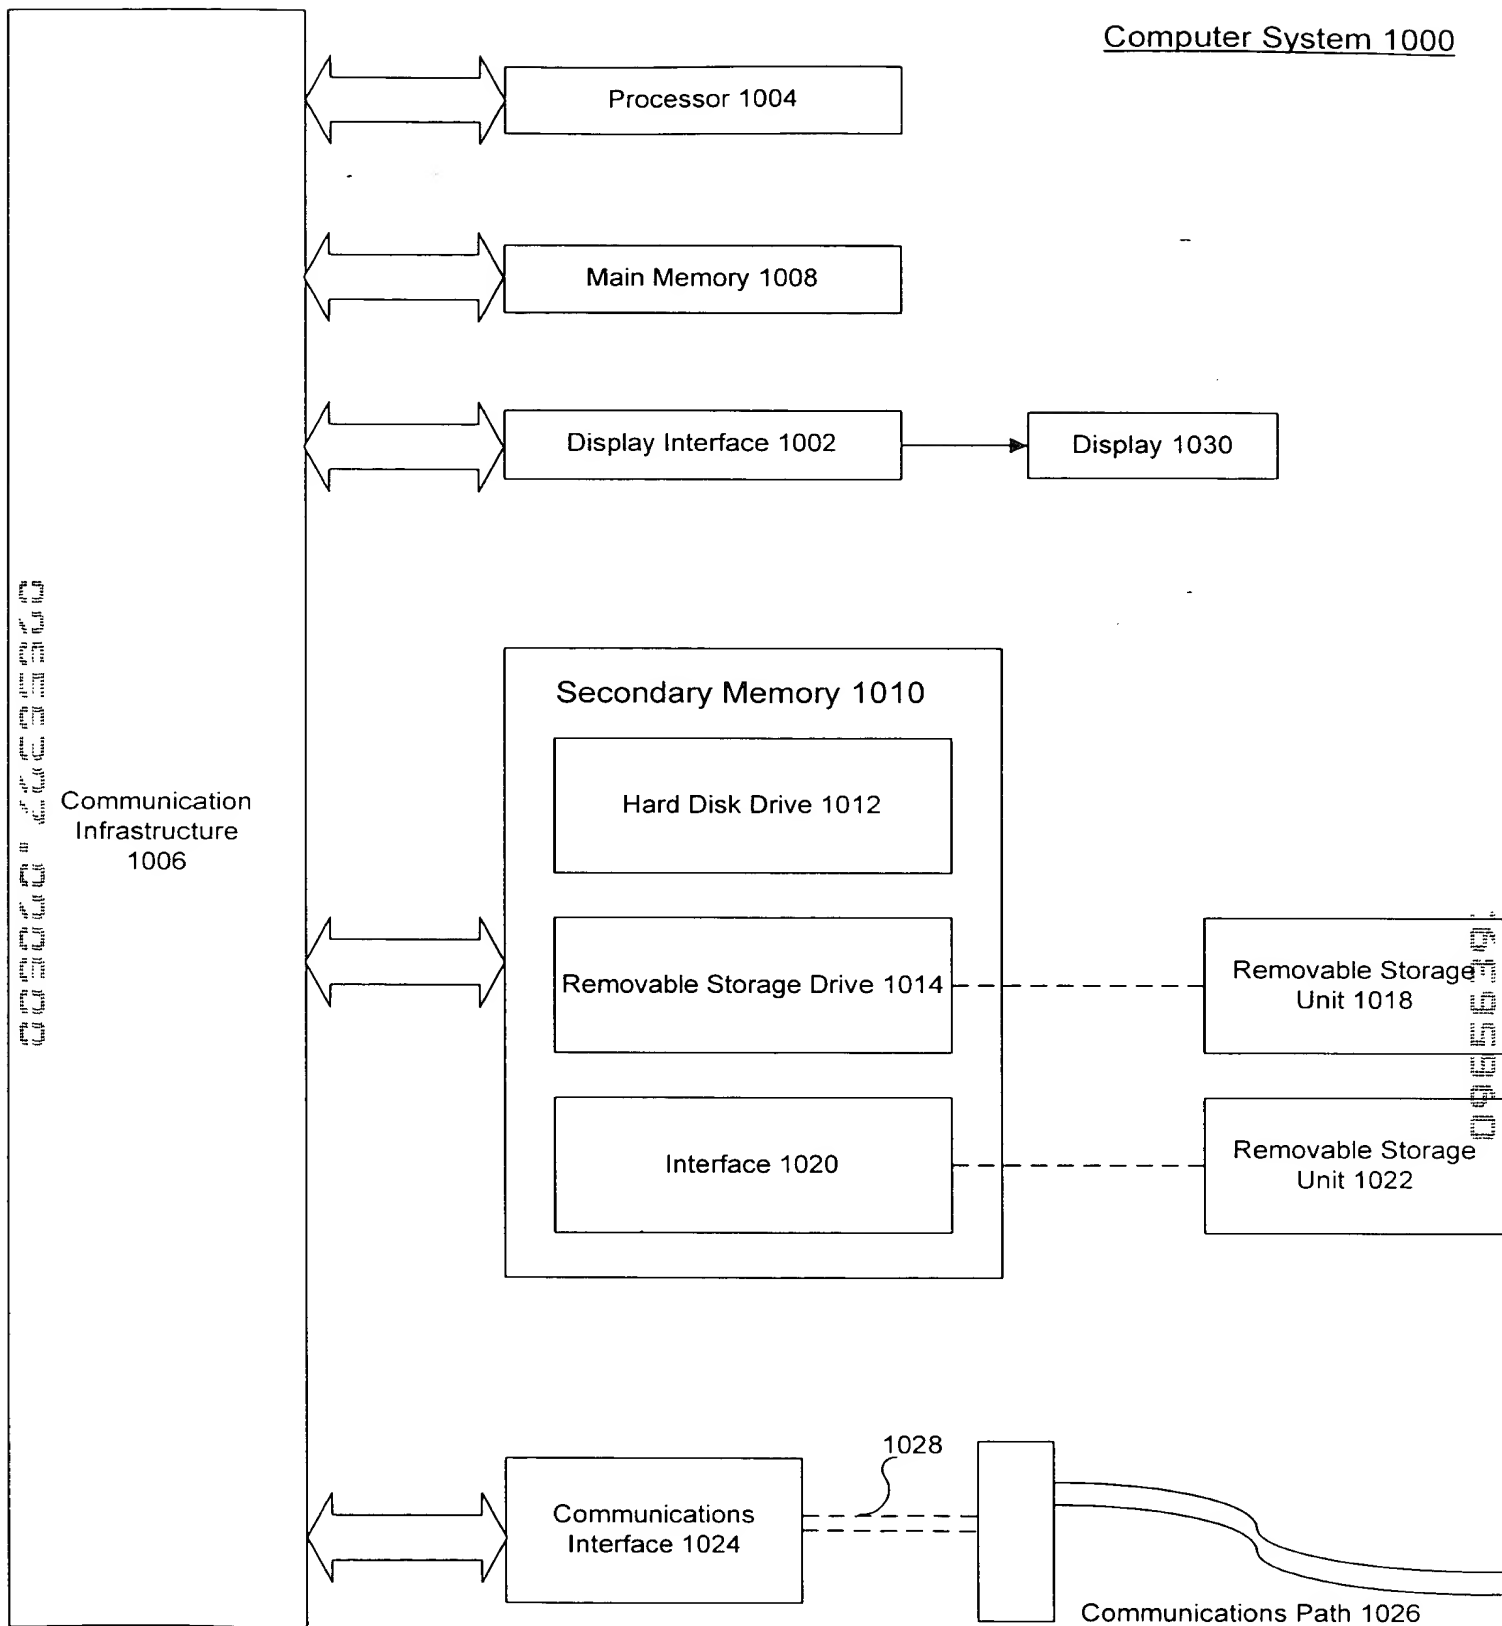 Computer System 1000
Processor 1004
Main Memory 1008
Display Interface 1002
Display 1030
Communication
Infrastructure
1006
Secondary Memory 1010
Hard Disk Drive 1012
Removable Storage Drive 1014
Removable Storage
Unit 1018
Interface 1020
Removable Storage
Unit 1022
1028
Communications
Interface 1024
Communications Path 1026